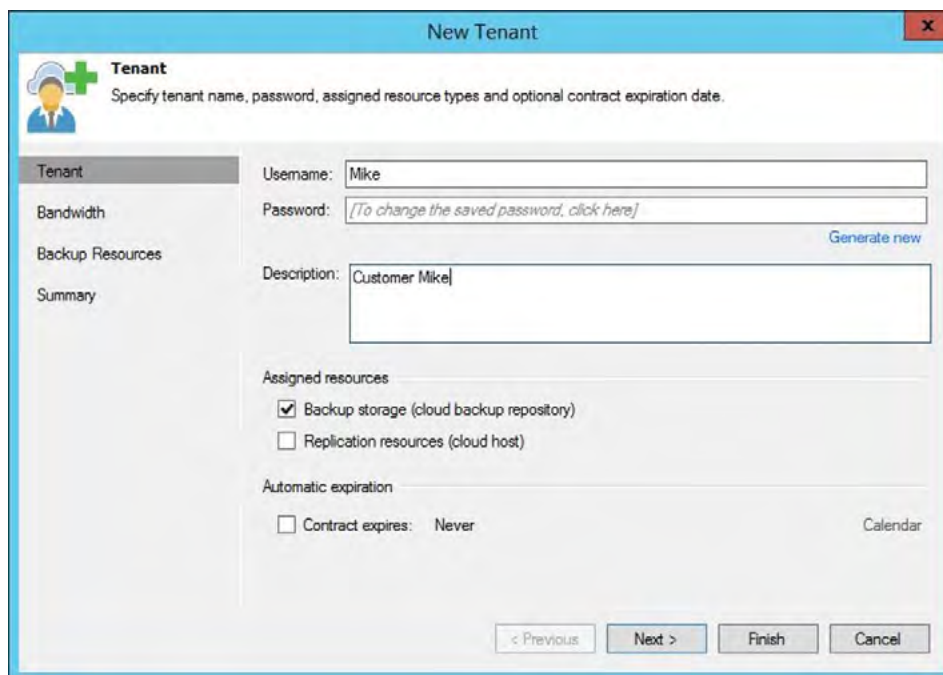 New Tenant
x
Tenant
Specify tenant name, password, assigned resource types and optional contract expiration date.
Tenant
Bandwidth
Backup Resources
Summary
Username: Mike
Password: [To change the saved password, click here]
Generate new
Description: Customer Mike
Assigned resources
Backup storage (cloud backup repository)
Replication resources (cloud host)
Automatic expiration
Contract expires: Never Calendar
< Previous Next > Finish Cancel